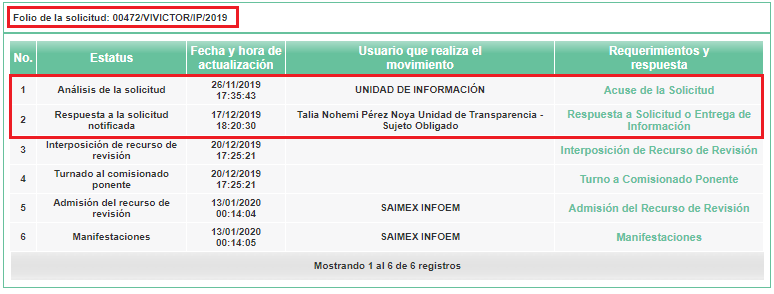 Folio de la solicitud: 00472/VIVICTOR/IP/2019
No. Estatus Fecha y hora de actualización Usuario que realiza el movimiento Requerimientos y respuesta
1 Análisis de la solicitud 26/11/2019 17:35:43 UNIDAD DE INFORMACIÓN Acuse de la Solicitud
2 Respuesta a la solicitud notificada 17/12/2019 18:20:30 Talia Nohemi Pérez Noya Unidad de Transparencia - Sujeto Obligado Respuesta a Solicitud o Entrega de Información
3 Interposición de recurso de revisión 20/12/2019 17:25:21 Interposición de Recurso de Revisión
4 Turnado al comisionado ponente 20/12/2019 17:25:21 Turno a Comisionado Ponente
5 Admisión del recurso de revisión 13/01/2020 00:14:04 SAIMEX INFOEM Admisión del Recurso de Revisión
6 Manifestaciones 13/01/2020 00:14:05 SAIMEX INFOEM Manifestaciones
Mostrando 1 al 6 de 6 registros